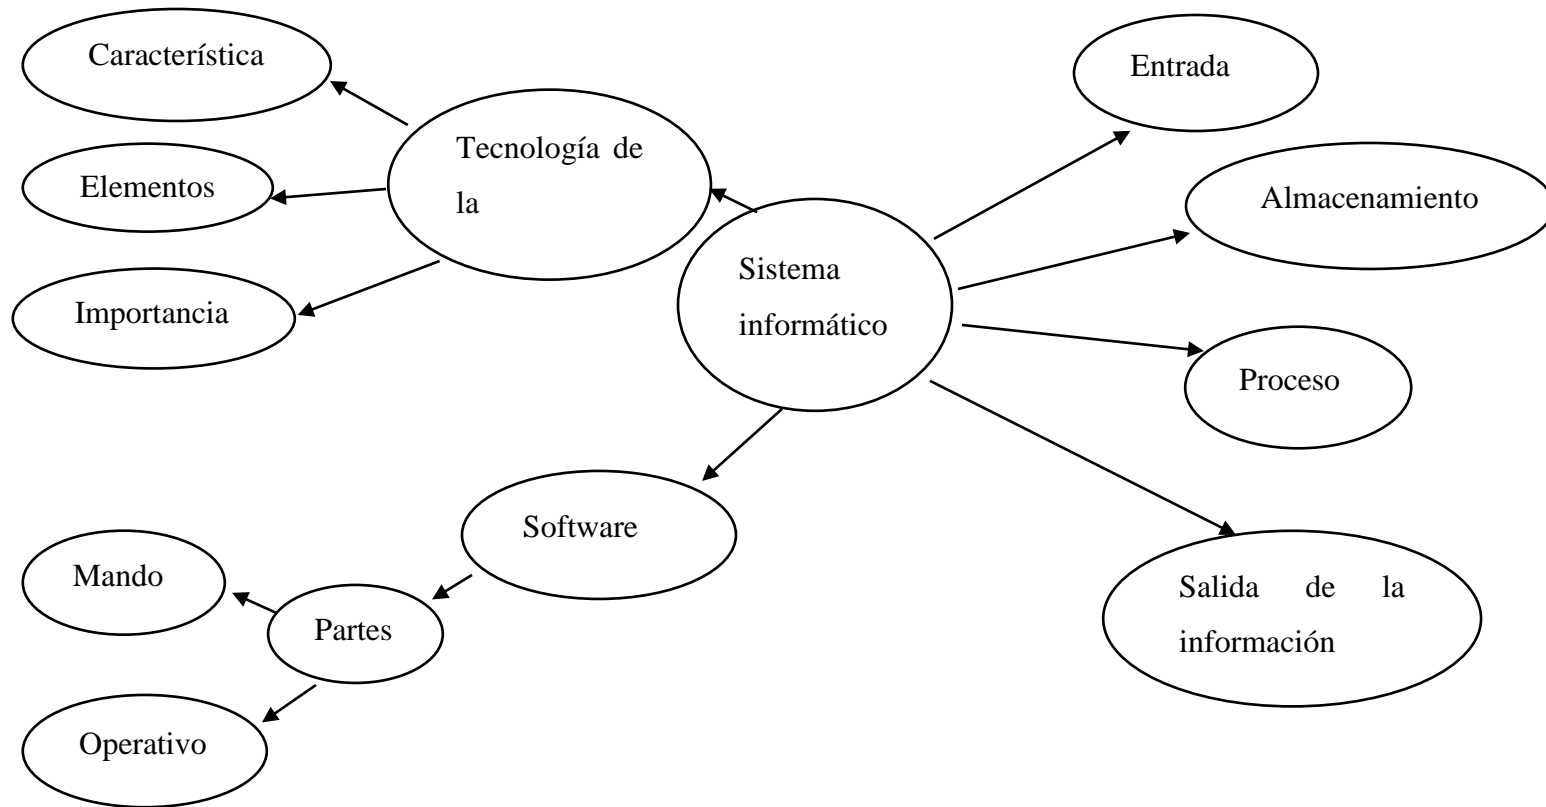 Característica
Entrada
Tecnología de
la
Elementos
Almacenamiento
Sistema
informático
Importancia
Proceso
Software
Mando
Partes
Salida de la
información
Operativo